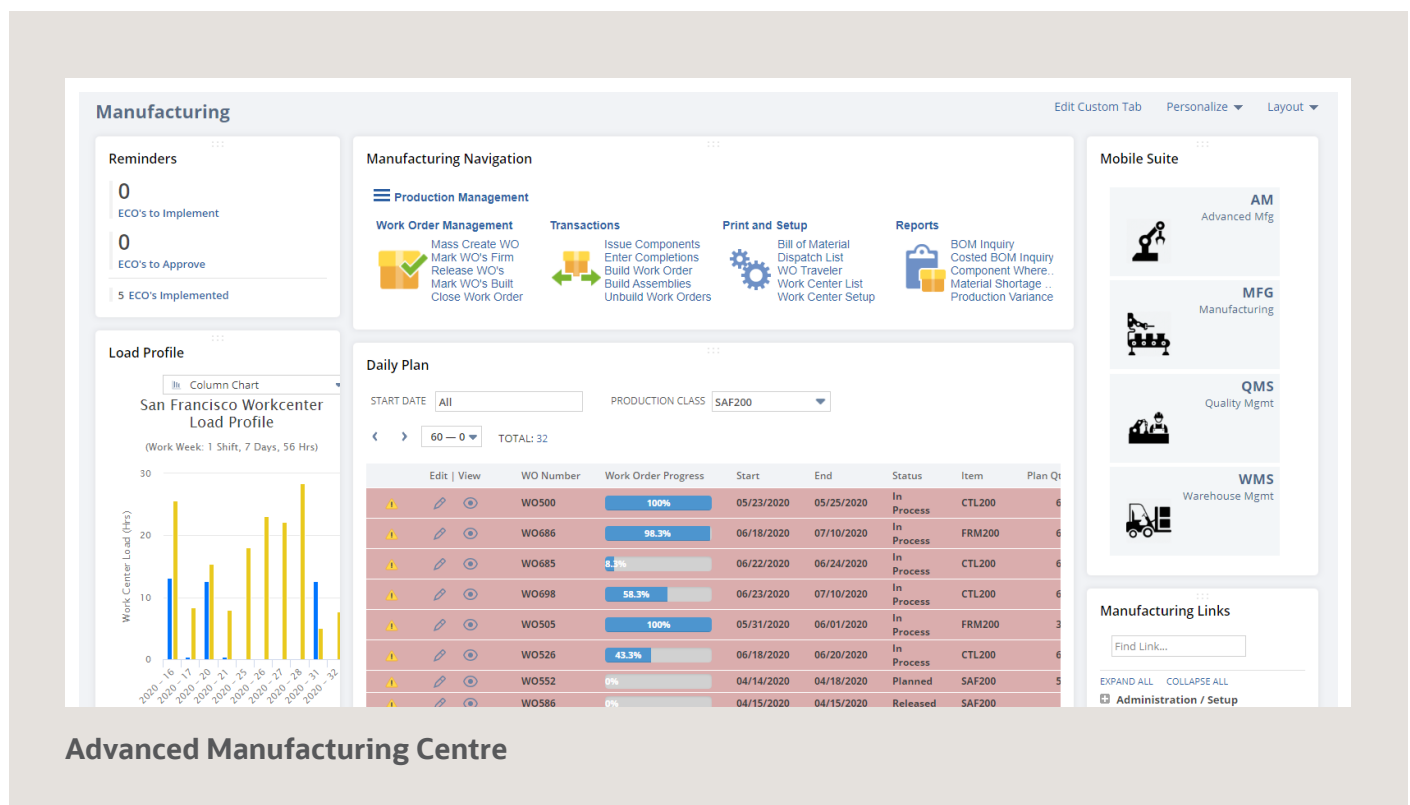 Manufacturing
Edit Custom Tab Personalize Layout
Reminders
0
ECO's to Implement
0
ECO's to Approve
5 ECO's Implemented
Manufacturing Navigation
Production Management
Work Order Management
Mass Create WO
Mark WO's Firm
Release WO's
Mark WO's Built
Close Work Order
Transactions
Issue Components
Enter Completions
Build Work Order
Build Assemblies
Unbuild Work Orders
Print and Setup
Bill of Material
Dispatch List
WO Traveler
Work Center List
Work Center Setup
Reports
BOM Inquiry
Costed BOM Inquiry
Component Where..
Material Shortage ..
Production Variance
Mobile Suite
AM
Advanced Mfg
MFG
Manufacturing
QMS
Quality Mgmt
WMS
Warehouse Mgmt
Load Profile
Column Chart
San Francisco Workcenter
Load Profile
(Work Week: 1 Shift, 7 Days, 56 Hrs)
Work Center Load (Hrs)
30
20
10
0
2020 - 16
2020 - 17
2020 - 20
2020 - 21
2020 - 25
2020 - 26
2020 - 27
2020 - 28
2020 - 31
2020 - 32
Daily Plan
START DATE All PRODUCTION CLASS SAF200
60 — 0 TOTAL: 32
Edit | View WO Number Work Order Progress Start End Status Item Plan Qt
WO500 100% 05/23/2020 05/25/2020 In Process CTL200 6
WO686 98.3% 06/18/2020 07/10/2020 In Process FRM200 6
WO685 8.3% 06/22/2020 06/24/2020 In Process CTL200 6
WO698 58.3% 06/23/2020 07/10/2020 In Process CTL200 6
WO505 100% 05/31/2020 06/01/2020 In Process FRM200 3
WO526 43.3% 06/18/2020 06/20/2020 In Process CTL200 6
WO552 0% 04/14/2020 04/18/2020 Planned SAF200 5
WO586 0% 04/15/2020 04/15/2020 Released SAF200
Manufacturing Links
Find Link...
EXPAND ALL COLLAPSE ALL
Administration / Setup
Advanced Manufacturing Centre